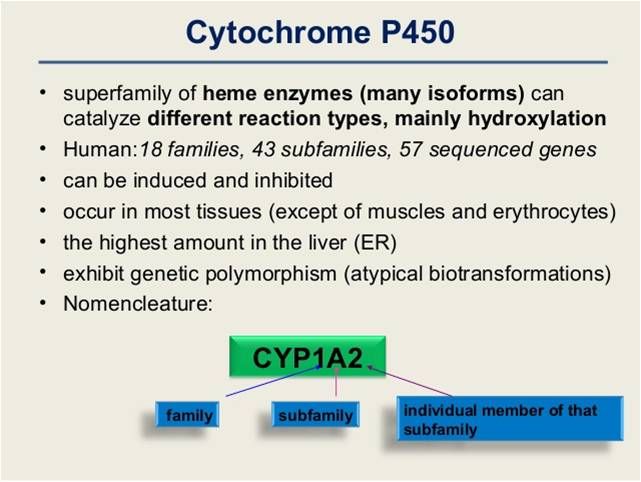 Cytochrome P450
• superfamily of heme enzymes (many isoforms) can
catalyze different reaction types, mainly hydroxylation
• Human:18 families, 43 subfamilies, 57 sequenced genes
• can be induced and inhibited
• occur in most tissues (except of muscles and erythrocytes)
• the highest amount in the liver (ER)
• exhibit genetic polymorphism (atypical biotransformations)
• Nomencleature:
CYP1A2
family
subfamily
individual member of that
subfamily